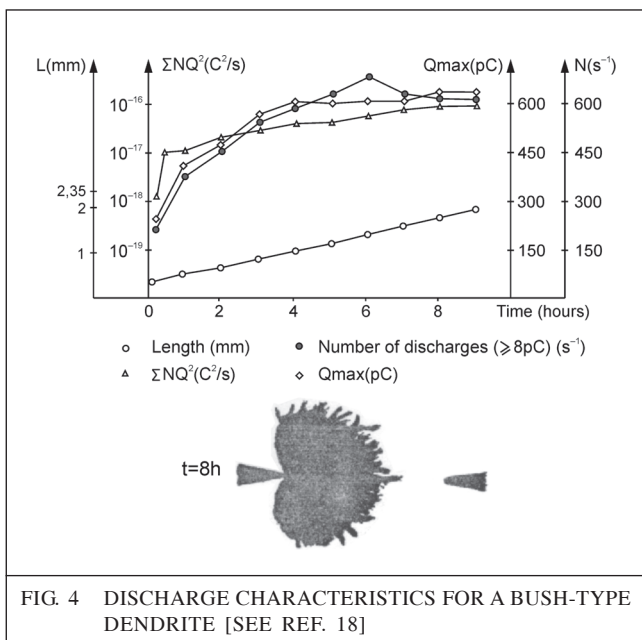 L(mm) ΣNQ²(C²/s) Qmax(pC) N(s⁻¹)
10⁻¹⁶ 600 600
10⁻¹⁷ 450 450
2,35
2 10⁻¹⁸ 300 300
1 10⁻¹⁹ 150 150
0 2 4 6 8 Time (hours)
Length (mm) Number of discharges (⩾8pC) (s⁻¹)
ΣNQ²(C²/s) Qmax(pC)
t=8h
FIG. 4 DISCHARGE CHARACTERISTICS FOR A BUSH-TYPE
DENDRITE [SEE REF. 18]